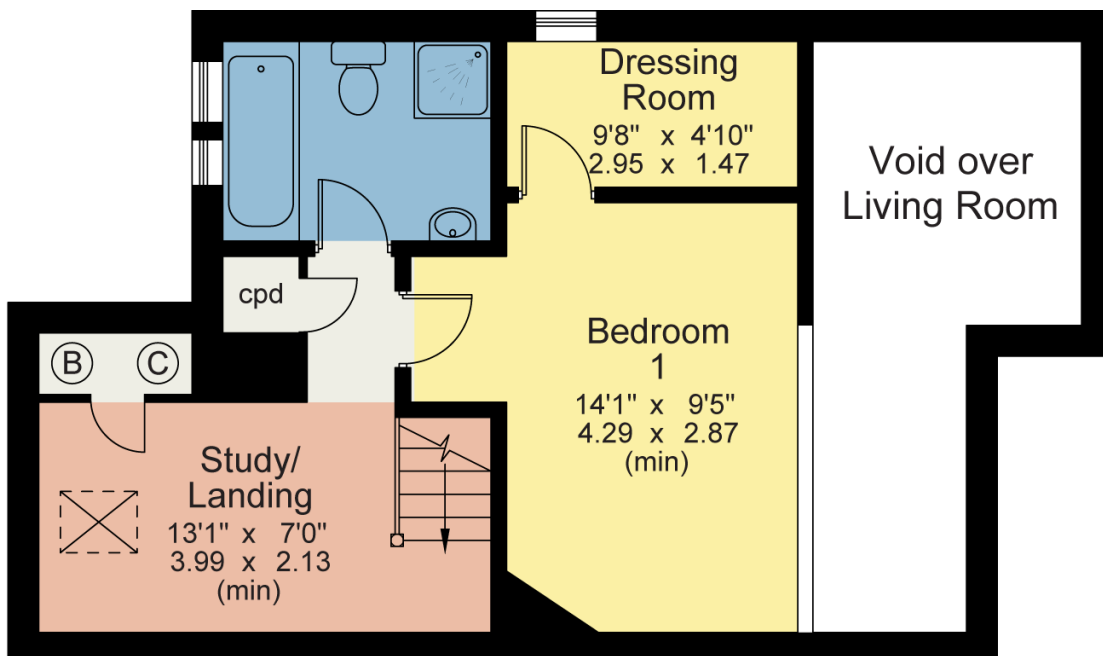 Dressing
Room
9'8" x 4'10"
2.95 x 1.47
Void over
Living Room
cpd
B
C
Bedroom
1
14'1" x 9'5"
4.29 x 2.87
(min)
Study/
Landing
13'1" x 7'0"
3.99 x 2.13
(min)